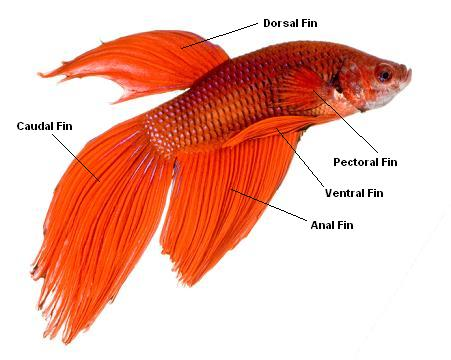 Dorsal Fin
Caudal Fin
Pectoral Fin
Ventral Fin
Anal Fin